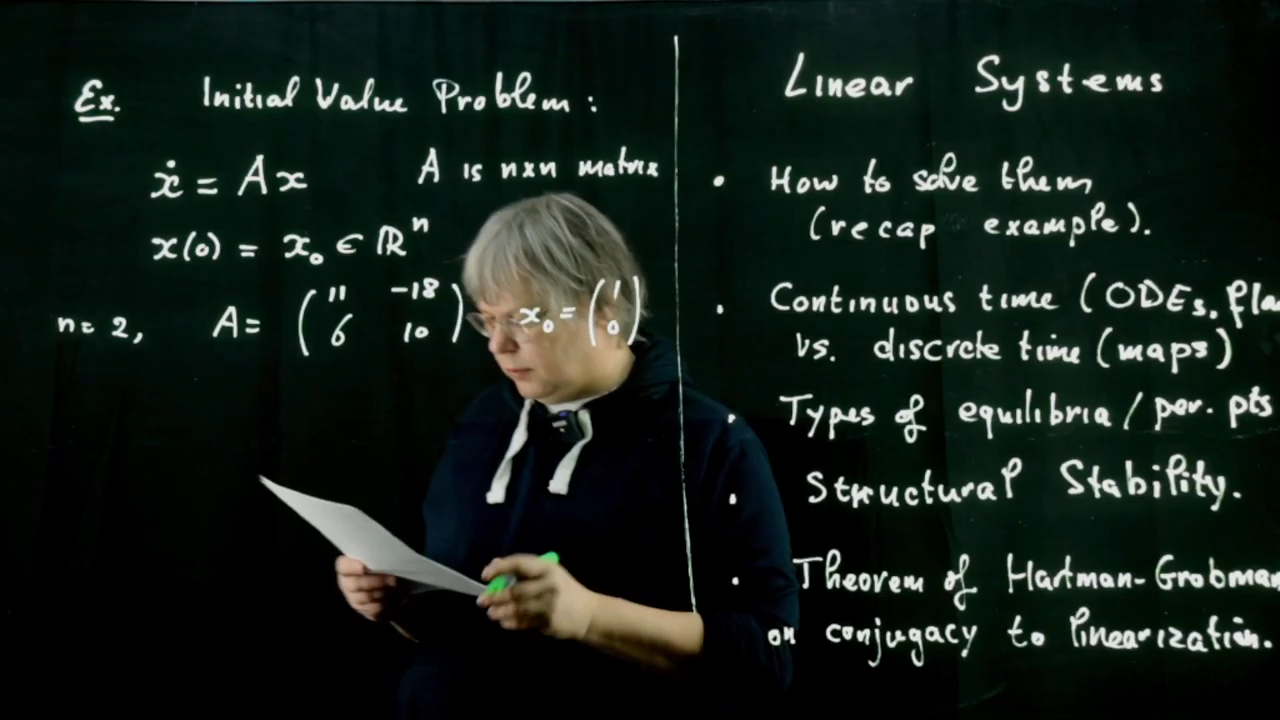 Ex. Initial Value Problem:
ẋ = Ax A is n×n matrix
x(0) = x₀ ∈ ℝⁿ
n=2, A= ( 11 -18
6 10 ) x₀ = ( 1
0 )
Linear Systems
• How to solve them
(recap example).
• Continuous time (ODEs,
vs. discrete time (maps)
• Types of equilibria / per. pts
• Structural Stability.
• Theorem of Hartman-Grobman
on conjugacy to linearization.